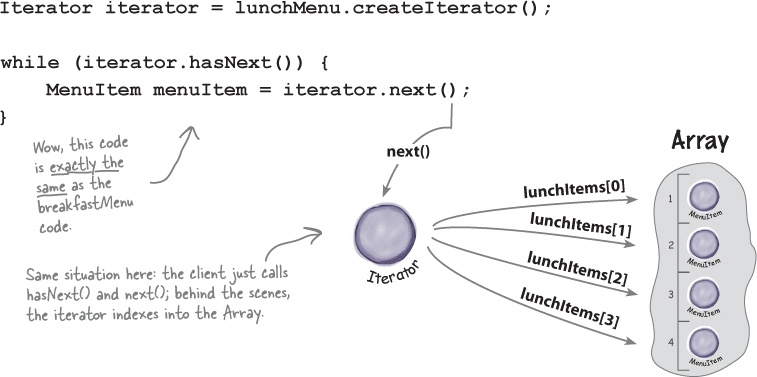 Iterator iterator = lunchMenu.createIterator();
while (iterator.hasNext()) {
MenuItem menuItem = iterator.next();
}
Wow, this code
is exactly the
same as the
breakfastMenu
code.
next()
Array
lunchItems[0]
lunchItems[1]
lunchItems[2]
lunchItems[3]
1
MenuItem
2
MenuItem
3
MenuItem
4
MenuItem
Iterator
Same situation here: the client just calls
hasNext() and next(); behind the scenes,
the iterator indexes into the Array.